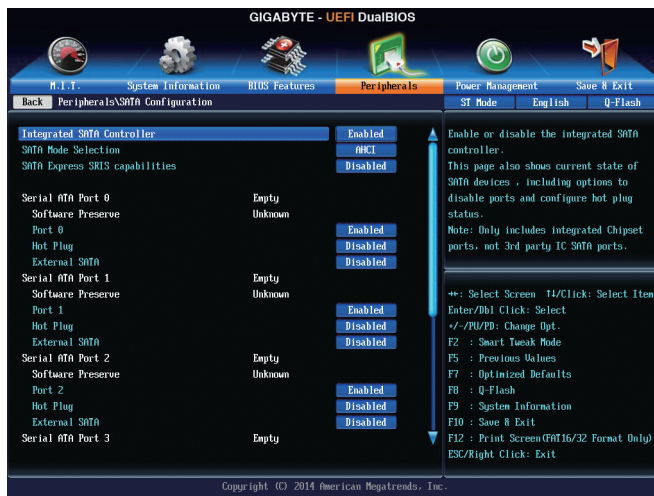 GIGABYTE - UEFI DualBIOS
M.I.T.
System Information
BIOS Features
Peripherals
Power Management
Save & Exit
Back
Peripherals\SATA Configuration
ST Mode
English
Q-Flash
Integrated SATA Controller Enabled
SATA Mode Selection AHCI
SATA Express SRIS capabilities Disabled
Serial ATA Port 0 Empty
Software Preserve Unknown
Port 0 Enabled
Hot Plug Disabled
External SATA Disabled
Serial ATA Port 1 Empty
Software Preserve Unknown
Port 1 Enabled
Hot Plug Disabled
External SATA Disabled
Serial ATA Port 2 Empty
Software Preserve Unknown
Port 2 Enabled
Hot Plug Disabled
External SATA Disabled
Serial ATA Port 3 Empty
Enable or disable the integrated SATA
controller.
This page also shows current state of
SATA devices , including options to
disable ports and configure hot plug
status.
Note: Only includes integrated Chipset
ports, not 3rd party IC SATA ports.
↔: Select Screen ↑↓/Click: Select Item
Enter/Dbl Click: Select
+/-/PU/PD: Change Opt.
F2 : Smart Tweak Mode
F5 : Previous Values
F7 : Optimized Defaults
F8 : Q-Flash
F9 : System Information
F10 : Save & Exit
F12 : Print Screen(FAT16/32 Format Only)
ESC/Right Click: Exit
Copyright (C) 2014 American Megatrends, Inc.